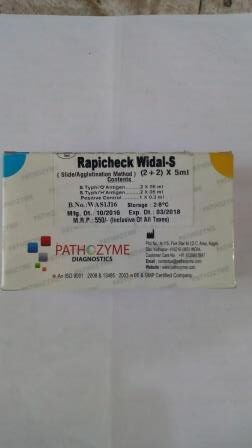 Rapicheck Widal-S
( Slide/Agglutination Method ) (2+2) X 5ml
Contents
S.Typhi'O'Antigen 2 X 05 ml
S.Typhi'H'Antigen 2 X 05 ml
Positive Control 1 X 0.5 ml
B.No:WAS1J16 Storage : 2-8°C
Mfg. Dt. : 10/2016 Exp. Dt : 03/2018
M.R.P : 550/- (Inclusive Of All Taxes)
PATHOZYME
DIAGNOSTICS
An ISO 9001 : 2008 & 13485 : 2003 CE & GMP Certified Company